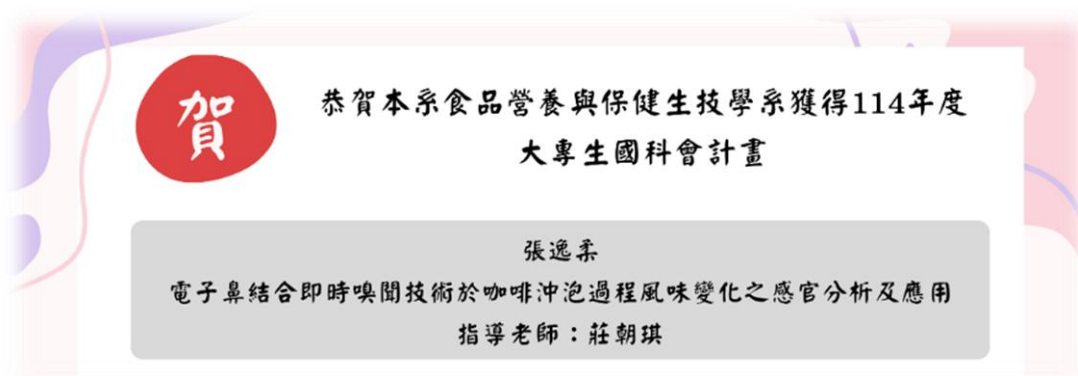 賀
恭賀本系食品營養與保健生技學系獲得114年度
大專生國科會計畫
張逸柔
電子鼻結合即時嗅聞技術於咖啡沖泡過程風味變化之感官分析及應用
指導老師：莊朝琪